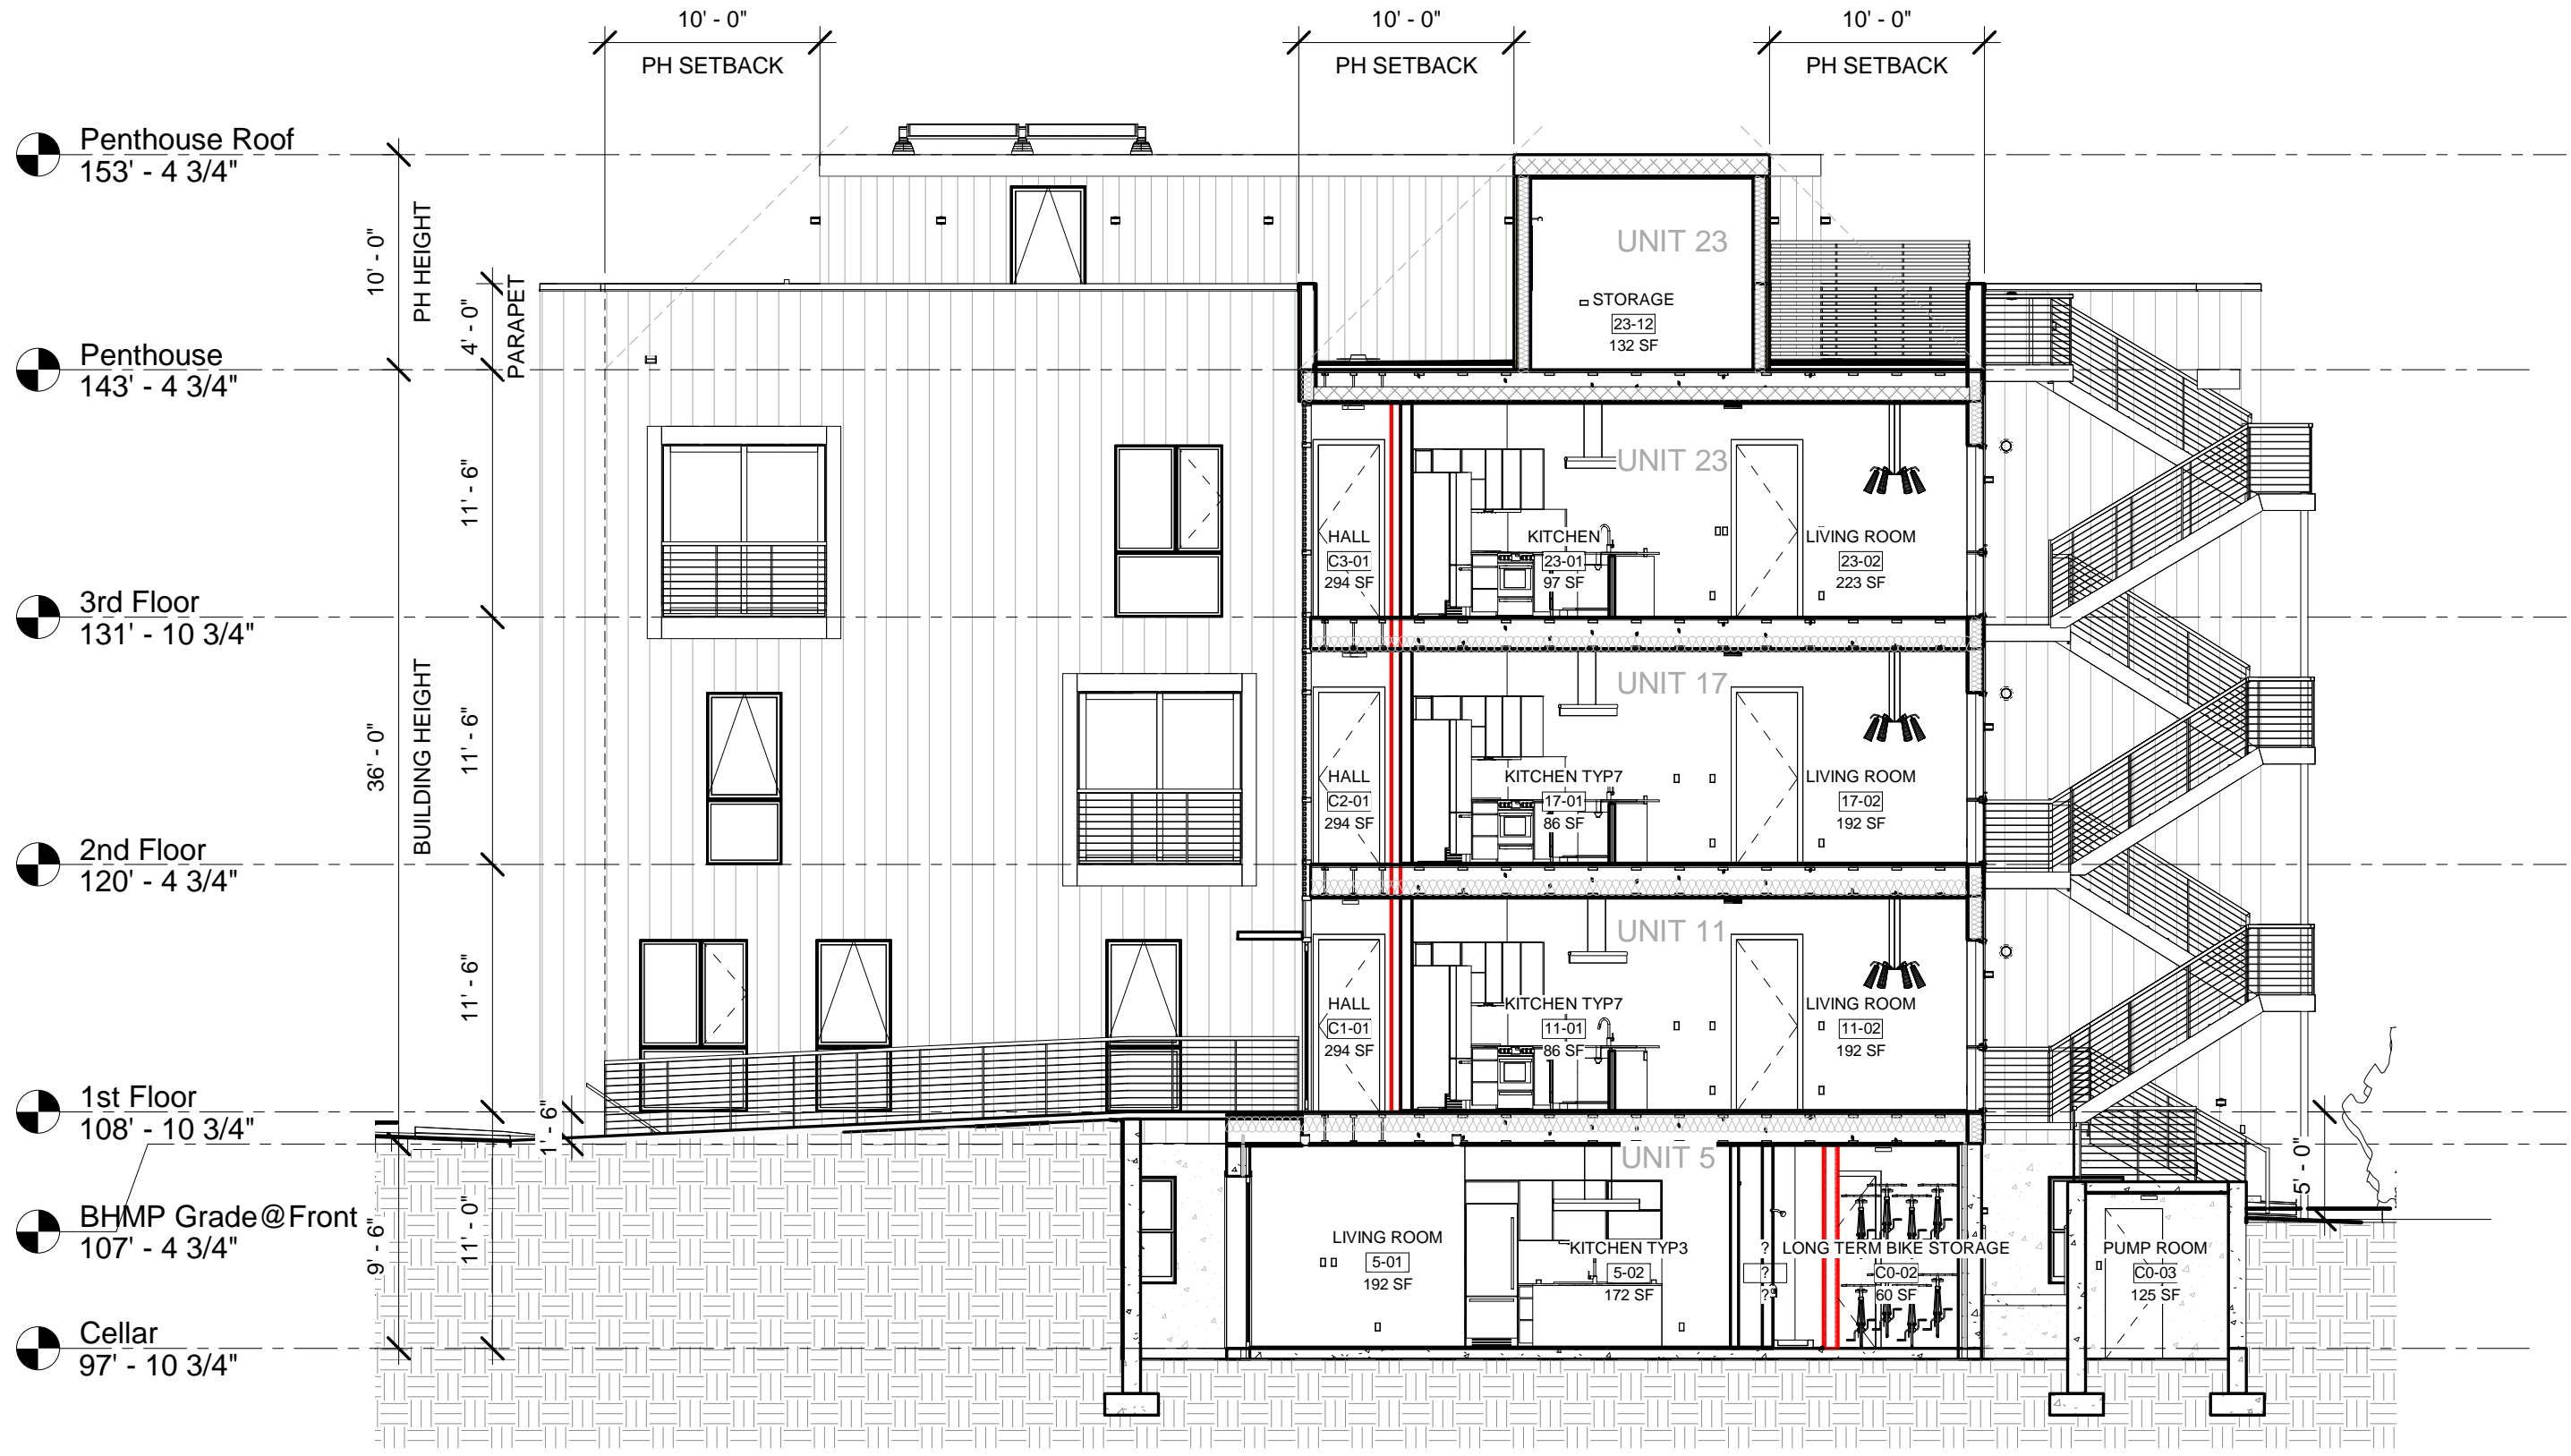 10' - 0"
10' - 0"
10' - 0"
PH SETBACK
PH SETBACK
PH SETBACK
Penthouse Roof
153' - 4 3/4"
10' - 0"
PH HEIGHT
4' - 0"
PARAPET
UNIT 23
STORAGE
23-12
132 SF
Penthouse
143' - 4 3/4"
11' - 6"
UNIT 23
HALL
C3-01
294 SF
KITCHEN
23-01
97 SF
LIVING ROOM
23-02
223 SF
3rd Floor
131' - 10 3/4"
36' - 0"
BUILDING HEIGHT
11' - 6"
UNIT 17
HALL
C2-01
294 SF
KITCHEN TYP7
17-01
86 SF
LIVING ROOM
17-02
192 SF
2nd Floor
120' - 4 3/4"
11' - 6"
UNIT 11
HALL
C1-01
294 SF
KITCHEN TYP7
11-01
86 SF
LIVING ROOM
11-02
192 SF
1st Floor
108' - 10 3/4"
1' - 6"
5' - 0"
BHMP Grade@Front
107' - 4 3/4"
9' - 6"
11' - 0"
UNIT 5
LIVING ROOM
5-01
192 SF
KITCHEN TYP3
5-02
172 SF
?
?
?
LONG TERM BIKE STORAGE
C0-02
60 SF
PUMP ROOM
C0-03
125 SF
Cellar
97' - 10 3/4"